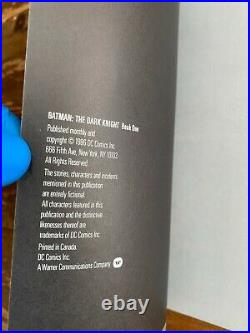 BATMAN: THE DARK KNIGHT Book One
Published monthly and
copyright © 1986 DC Comics Inc.
666 Fifth Ave., New York, NY 10103
All Rights Reserved.
The stories, characters and incidents
mentioned in this publication
are entirely fictional.
All characters featured in this
publication and the distinctive
likenesses thereof are
trademarks of DC Comics Inc.
Printed in Canada.
DC Comics Inc.
A Warner Communications Company